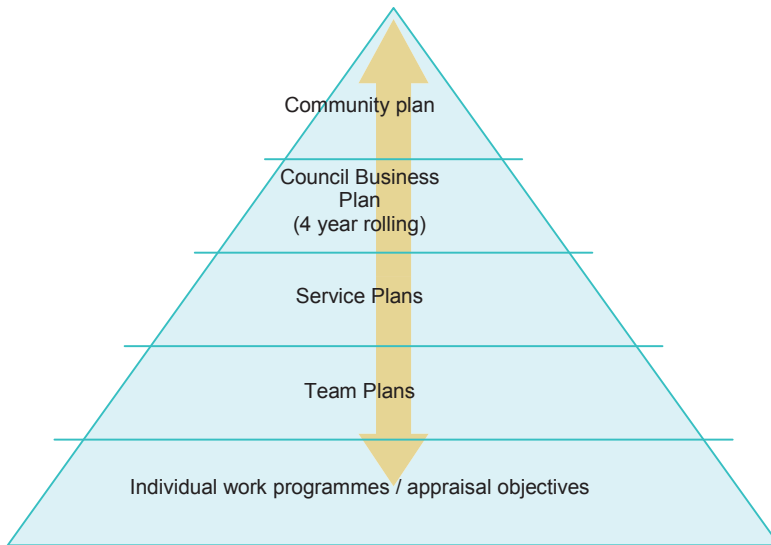 Community plan
Council Business
Plan
(4 year rolling)
Service Plans
Team Plans
Individual work programmes / appraisal objectives